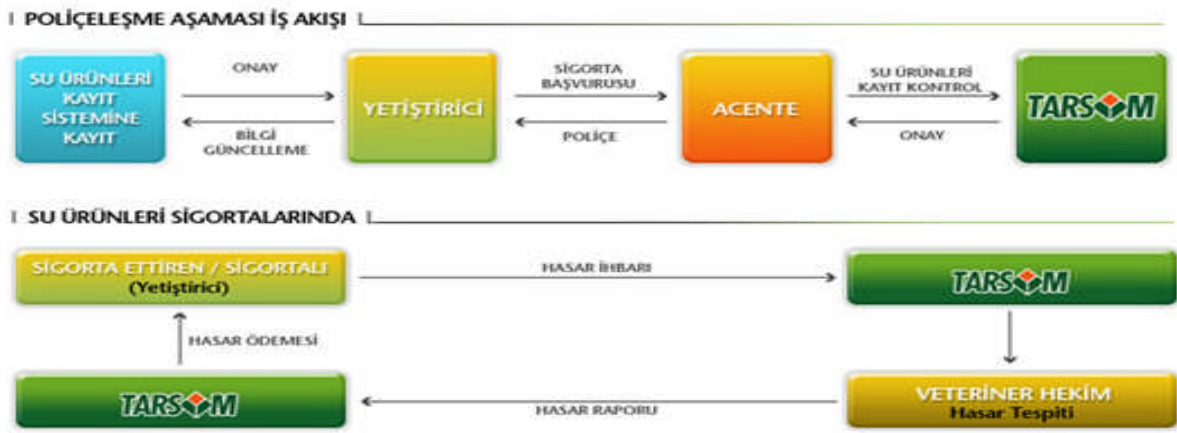 POLİÇELEŞME AŞAMASI İŞ AKIŞI
SU ÜRÜNLERİ
KAYIT
SİSTEMİNE
KAYIT
ONAY
BİLGİ
GÜNCELLEME
YETİŞTİRİCİ
SİGORTA
BAŞVURUSU
POLİÇE
ACENTE
SU ÜRÜNLERİ
KAYIT KONTROL
ONAY
TARSİM
SU ÜRÜNLERİ SİGORTALARINDA
SİGORTA ETTİREN / SİGORTALI
(Yetiştirici)
HASAR İHBARI
TARSİM
HASAR ÖDEMESİ
TARSİM
HASAR RAPORU
VETERİNER HEKİM
Hasar Tespiti